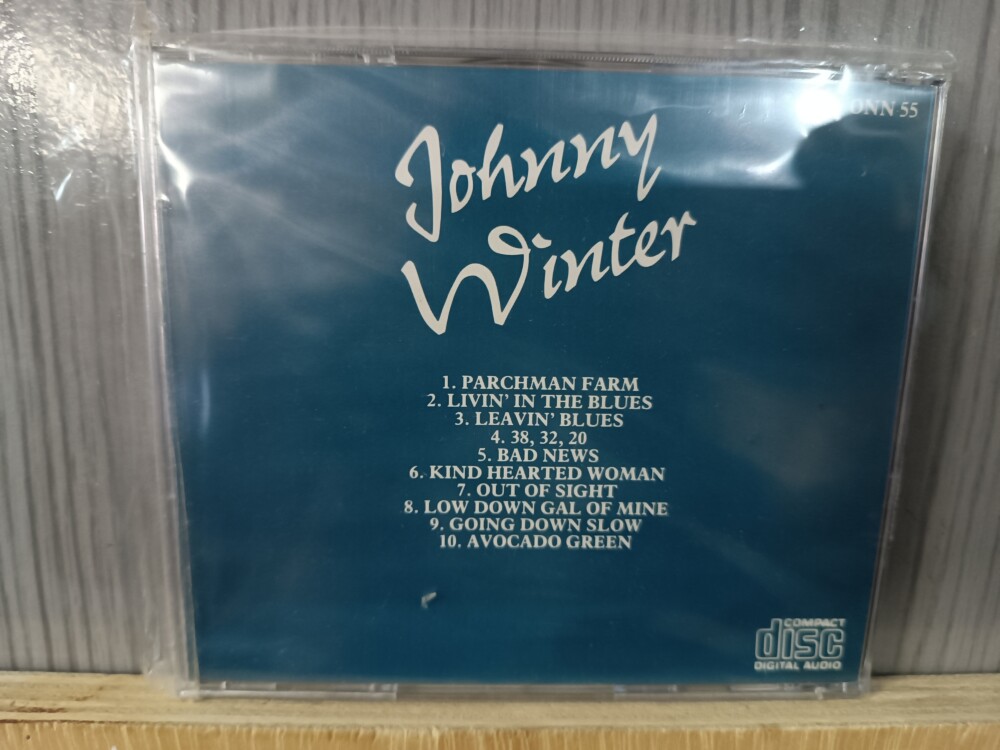 55
Johnny
Winter
1. PARCHMAN FARM
2. LIVIN' IN THE BLUES
3. LEAVIN' BLUES
4. 38, 32, 20
5. BAD NEWS
6. KIND HEARTED WOMAN
7. OUT OF SIGHT
8. LOW DOWN GAL OF MINE
9. GOING DOWN SLOW
10. AVOCADO GREEN
COMPACT
disc
DIGITAL AUDIO